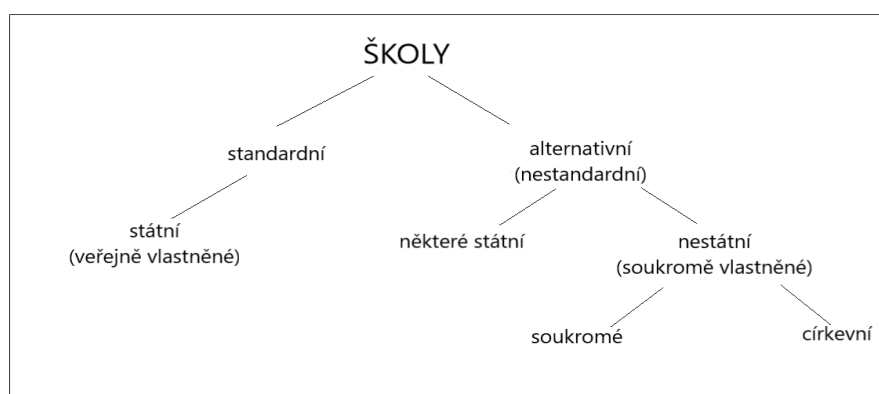 ŠKOLY
standardní
alternativní
(nestandardní)
státní
(veřejně vlastněné)
některé státní
nestátní
(soukromě vlastněné)
soukromé
církevní